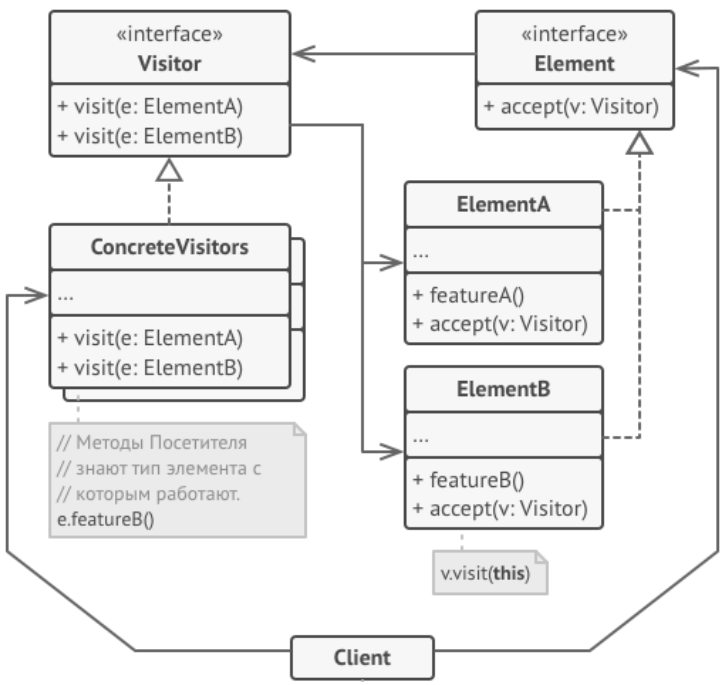 «interface»
Visitor
+ visit(e: ElementA)
+ visit(e: ElementB)
«interface»
Element
+ accept(v: Visitor)
ConcreteVisitors
...
+ visit(e: ElementA)
+ visit(e: ElementB)
// Методы Посетителя
// знают тип элемента с
// которым работают.
e.featureB()
ElementA
...
+ featureA()
+ accept(v: Visitor)
ElementB
...
+ featureB()
+ accept(v: Visitor)
v.visit(this)
Client